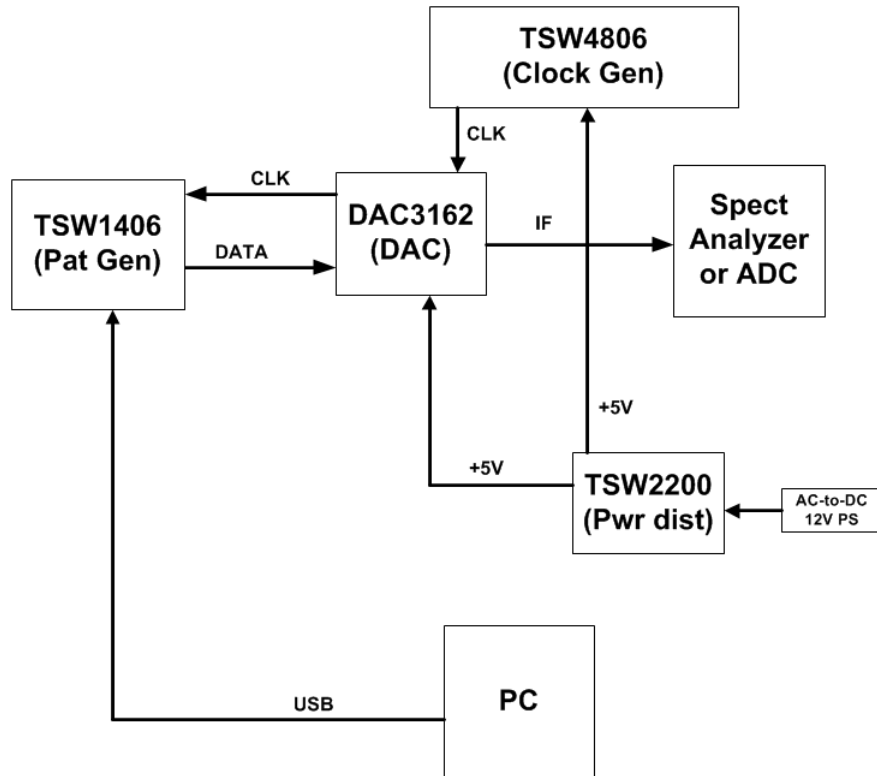 TSW4806
(Clock Gen)
CLK
CLK
TSW1406
(Pat Gen)
DATA
DAC3162
(DAC)
IF
Spect
Analyzer
or ADC
+5V
+5V
TSW2200
(Pwr dist)
AC-to-DC
12V PS
USB
PC